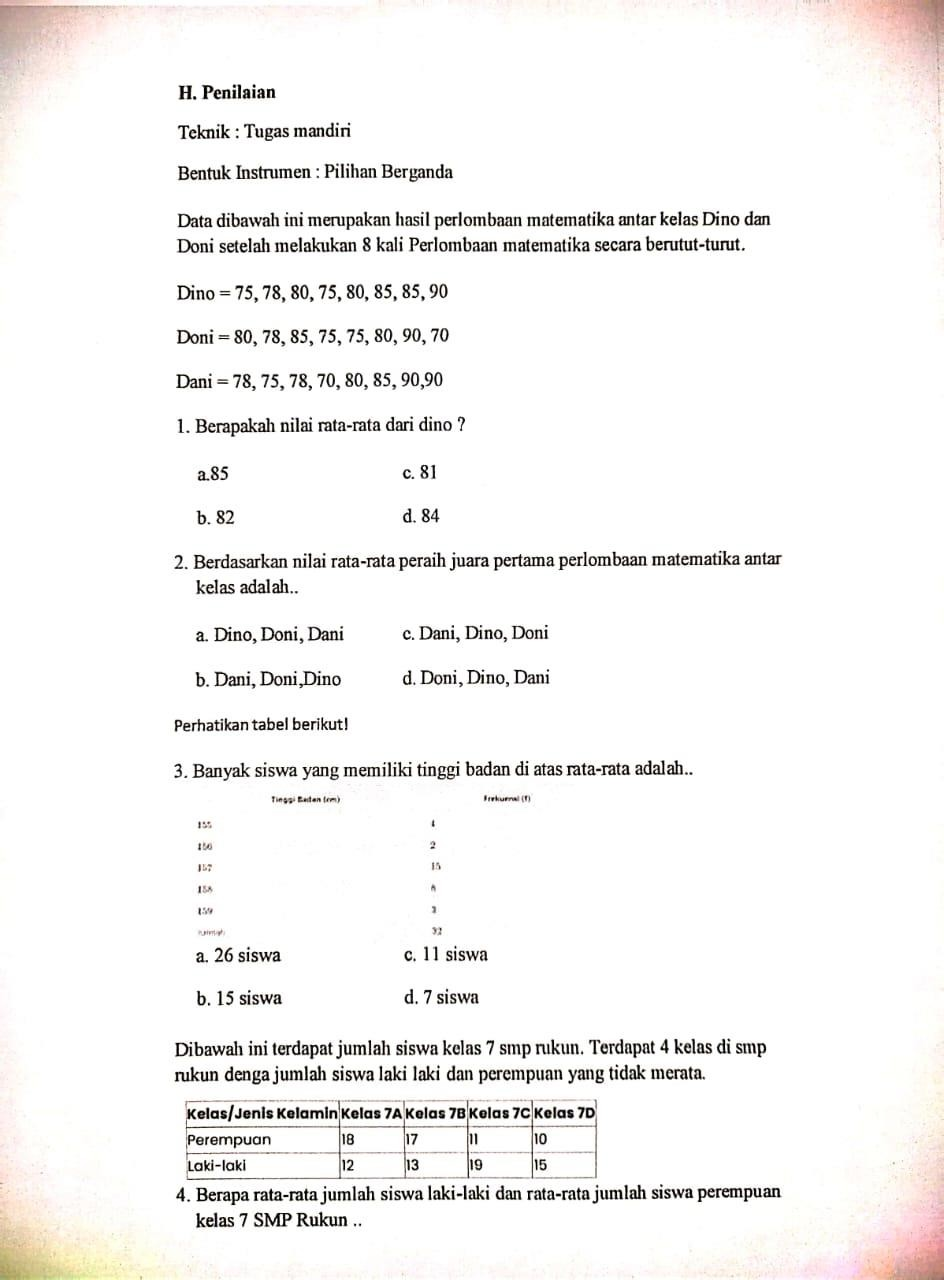 H. Penilaian
Teknik : Tugas mandiri
Bentuk Instrumen : Pilihan Berganda
Data dibawah ini merupakan hasil perlombaan matematika antar kelas Dino dan
Doni setelah melakukan 8 kali Perlombaan matematika secara berutut-turut.
Dino = 75, 78, 80, 75, 80, 85, 85, 90
Doni = 80, 78, 85, 75, 75, 80, 90, 70
Dani = 78, 75, 78, 70, 80, 85, 90,90
1. Berapakah nilai rata-rata dari dino ?
a.85 c. 81
b. 82 d. 84
2. Berdasarkan nilai rata-rata peraih juara pertama perlombaan matematika antar
kelas adalah..
a. Dino, Doni, Dani c. Dani, Dino, Doni
b. Dani, Doni,Dino d. Doni, Dino, Dani
Perhatikan tabel berikut!
3. Banyak siswa yang memiliki tinggi badan di atas rata-rata adalah..
Tinggi Badan (cm) Frekuensi (f)
155
156 2
157 15
158
159 3
32
a. 26 siswa c. 11 siswa
b. 15 siswa d. 7 siswa
Dibawah ini terdapat jumlah siswa kelas 7 smp rukun. Terdapat 4 kelas di smp
rukun denga jumlah siswa laki laki dan perempuan yang tidak merata.
Kelas/Jenis Kelamin Kelas 7A Kelas 7B Kelas 7C Kelas 7D
Perempuan 18 17 11 10
Laki-laki 12 13 19 15
4. Berapa rata-rata jumlah siswa laki-laki dan rata-rata jumlah siswa perempuan
kelas 7 SMP Rukun ..